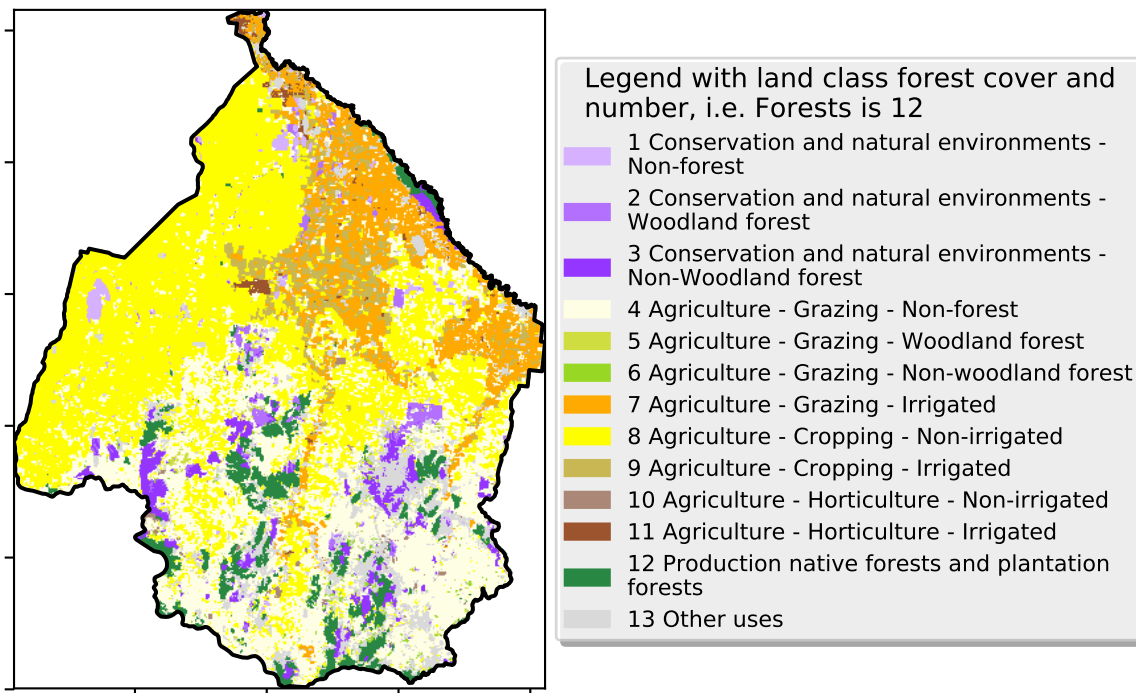 Legend with land class forest cover and
number, i.e. Forests is 12
1 Conservation and natural environments -
Non-forest
2 Conservation and natural environments -
Woodland forest
3 Conservation and natural environments -
Non-Woodland forest
4 Agriculture - Grazing - Non-forest
5 Agriculture - Grazing - Woodland forest
6 Agriculture - Grazing - Non-woodland forest
7 Agriculture - Grazing - Irrigated
8 Agriculture - Cropping - Non-irrigated
9 Agriculture - Cropping - Irrigated
10 Agriculture - Horticulture - Non-irrigated
11 Agriculture - Horticulture - Irrigated
12 Production native forests and plantation
forests
13 Other uses